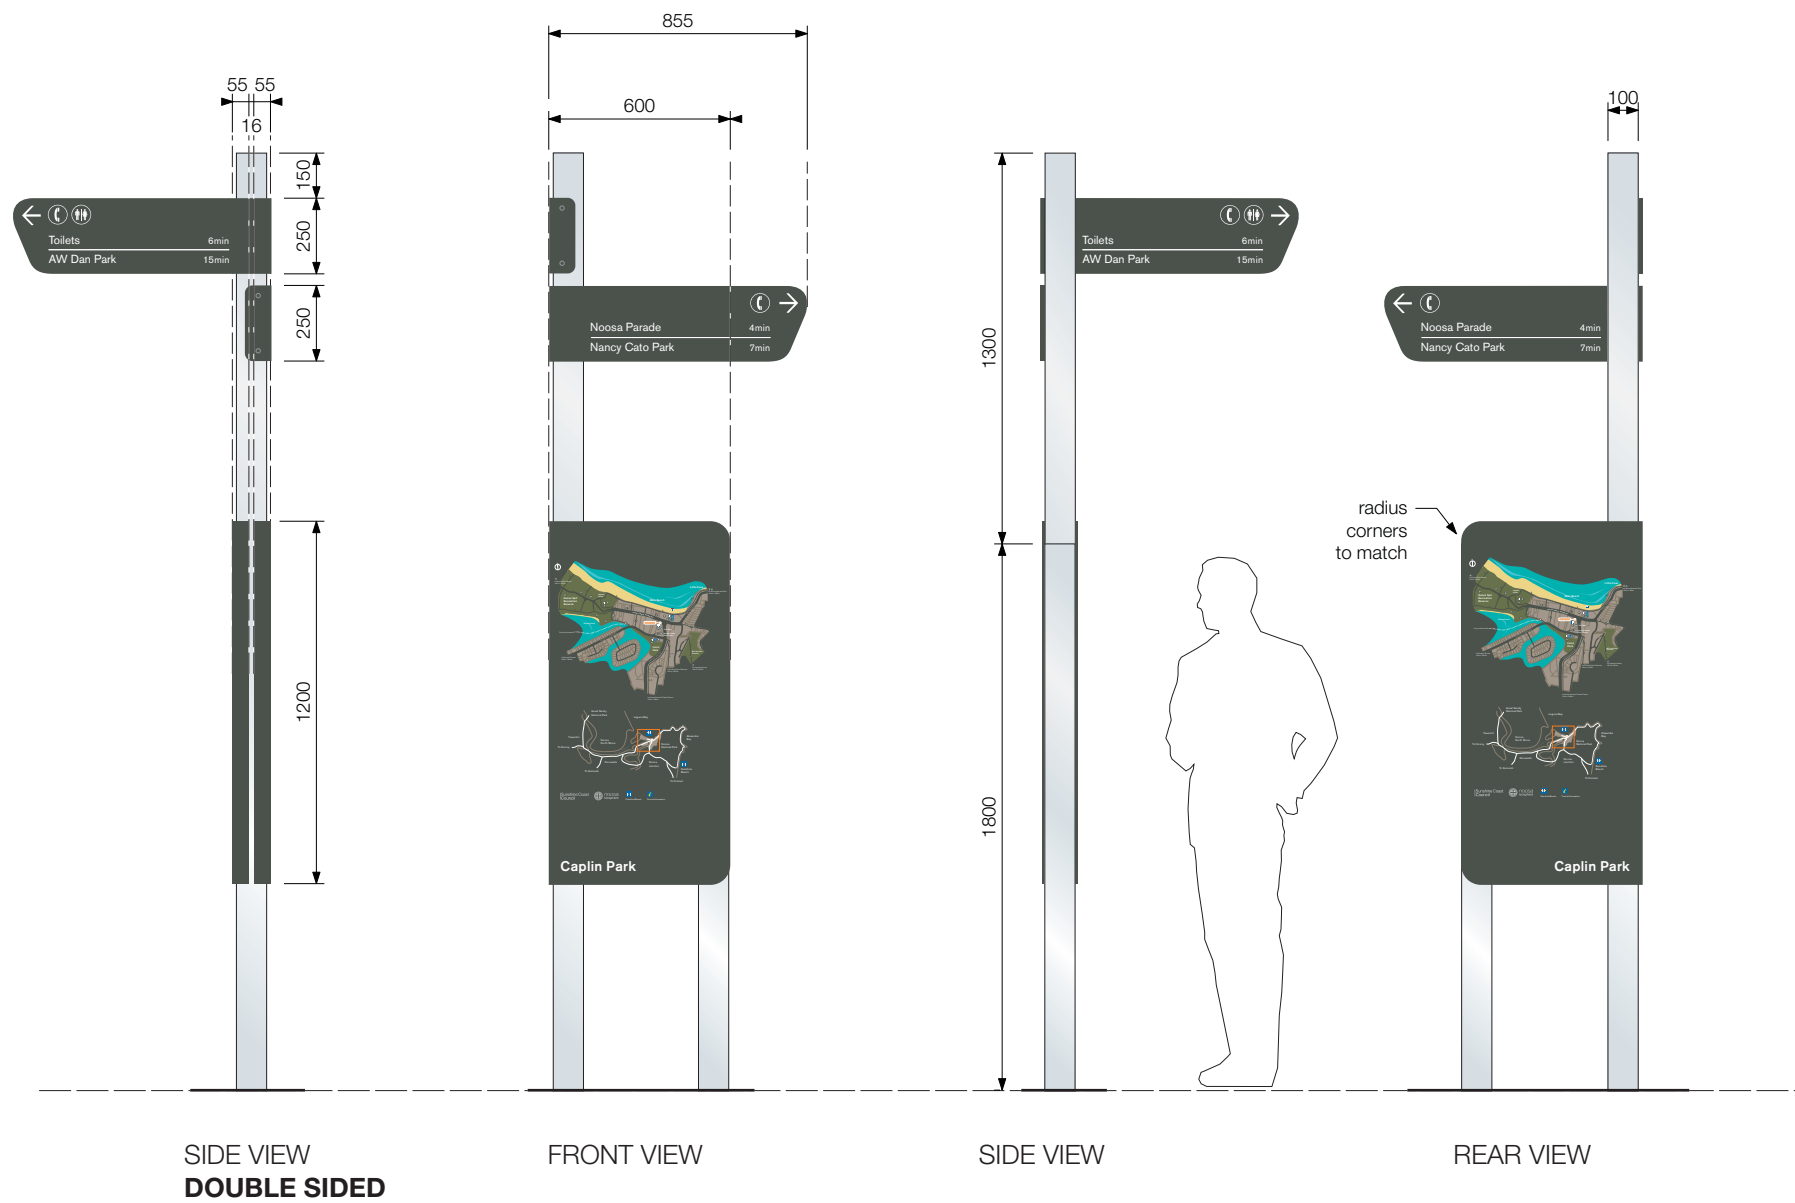 855
600
55 55
16
100
150
250
250
1200
1300
1800
Toilets 6min
AW Dan Park 15min
Noosa Parade 4min
Nancy Cato Park 7min
Toilets 6min
AW Dan Park 15min
Noosa Parade 4min
Nancy Cato Park 7min
radius
corners
to match
Caplin Park
Caplin Park
SIDE VIEW
DOUBLE SIDED
FRONT VIEW
SIDE VIEW
REAR VIEW